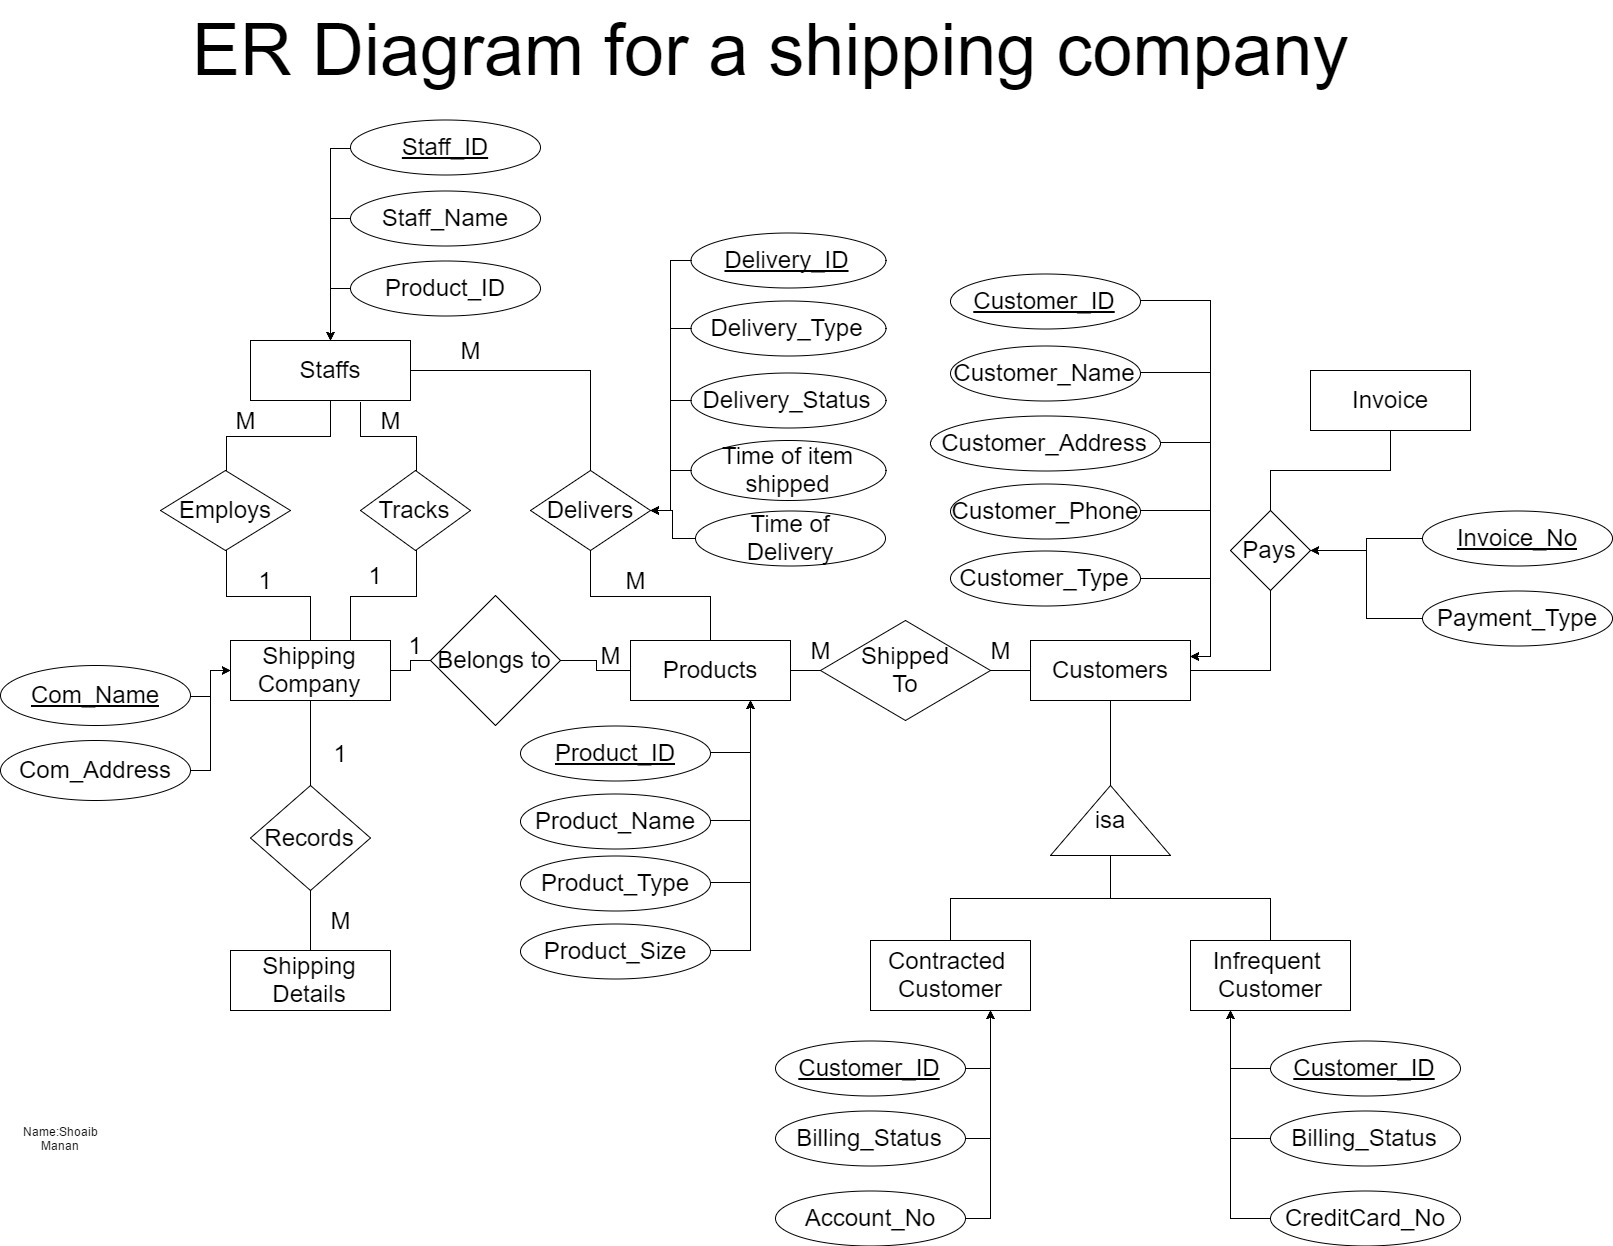 ER Diagram for a shipping company
Staff_ID
Staff_Name
Product_ID
Staffs
M
M
M
Employs
Tracks
Delivers
1
1
M
Delivery_ID
Delivery_Type
Delivery_Status
Time of item
shipped
Time of
Delivery
Customer_ID
Customer_Name
Customer_Address
Customer_Phone
Customer_Type
Invoice
Pays
Invoice_No
Payment_Type
Com_Name
Com_Address
Shipping
Company
1
Belongs to
M
Products
M
Shipped
To
M
Customers
1
Records
M
Shipping
Details
Product_ID
Product_Name
Product_Type
Product_Size
isa
Contracted
Customer
Infrequent
Customer
Customer_ID
Billing_Status
Account_No
Customer_ID
Billing_Status
CreditCard_No
Name:Shoaib
Manan